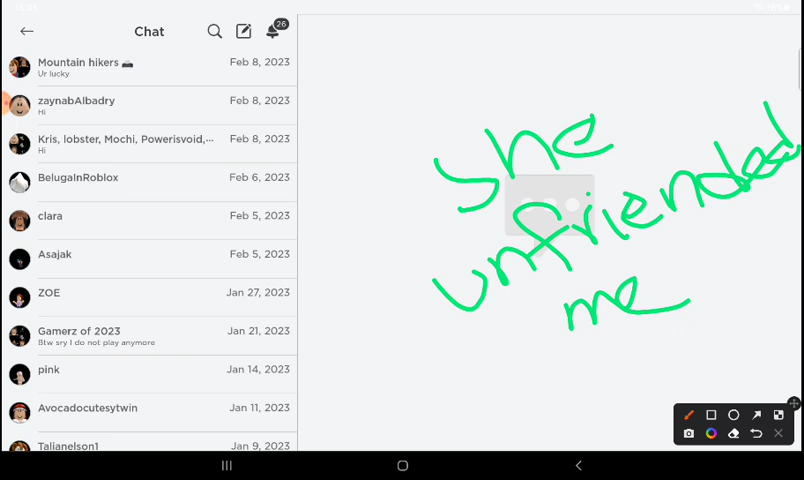 Chat
26
Mountain hikers
Feb 8, 2023
Ur lucky
zaynabAlbadry
Feb 8, 2023
Hi
Kris, lobster, Mochi, Powerisvoid,...
Feb 8, 2023
Hi
BelugaInRoblox
Feb 6, 2023
clara
Feb 5, 2023
Asajak
Feb 5, 2023
ZOE
Jan 27, 2023
Gamerz of 2023
Jan 21, 2023
Btw sry I do not play anymore
pink
Jan 14, 2023
Avocadocutesytwin
Jan 11, 2023
Talianelson1
Jan 9, 2023
She
unfriended
me